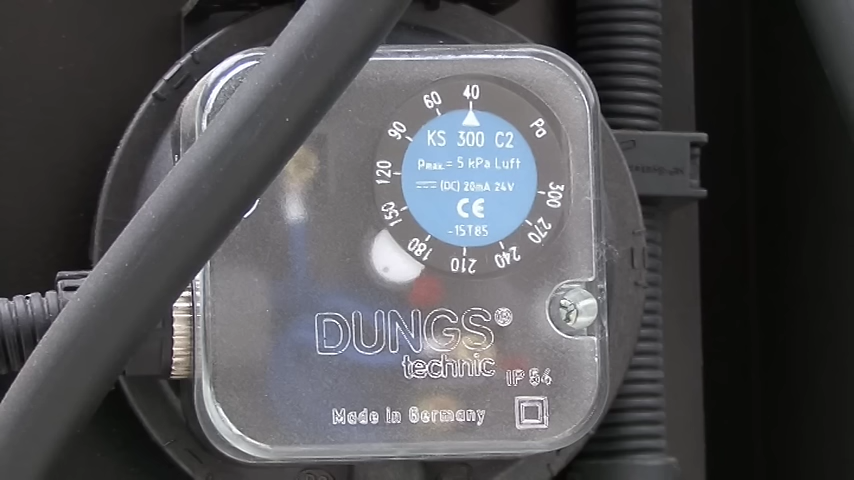 40
60
90
120
150
180
210
240
270
300
Pa
KS 300 C2
Pmax. = 5 kPa Luft
(DC) 20mA 24V
CE
-15T85
DUNGS®
technic
IP 54
Made in Germany